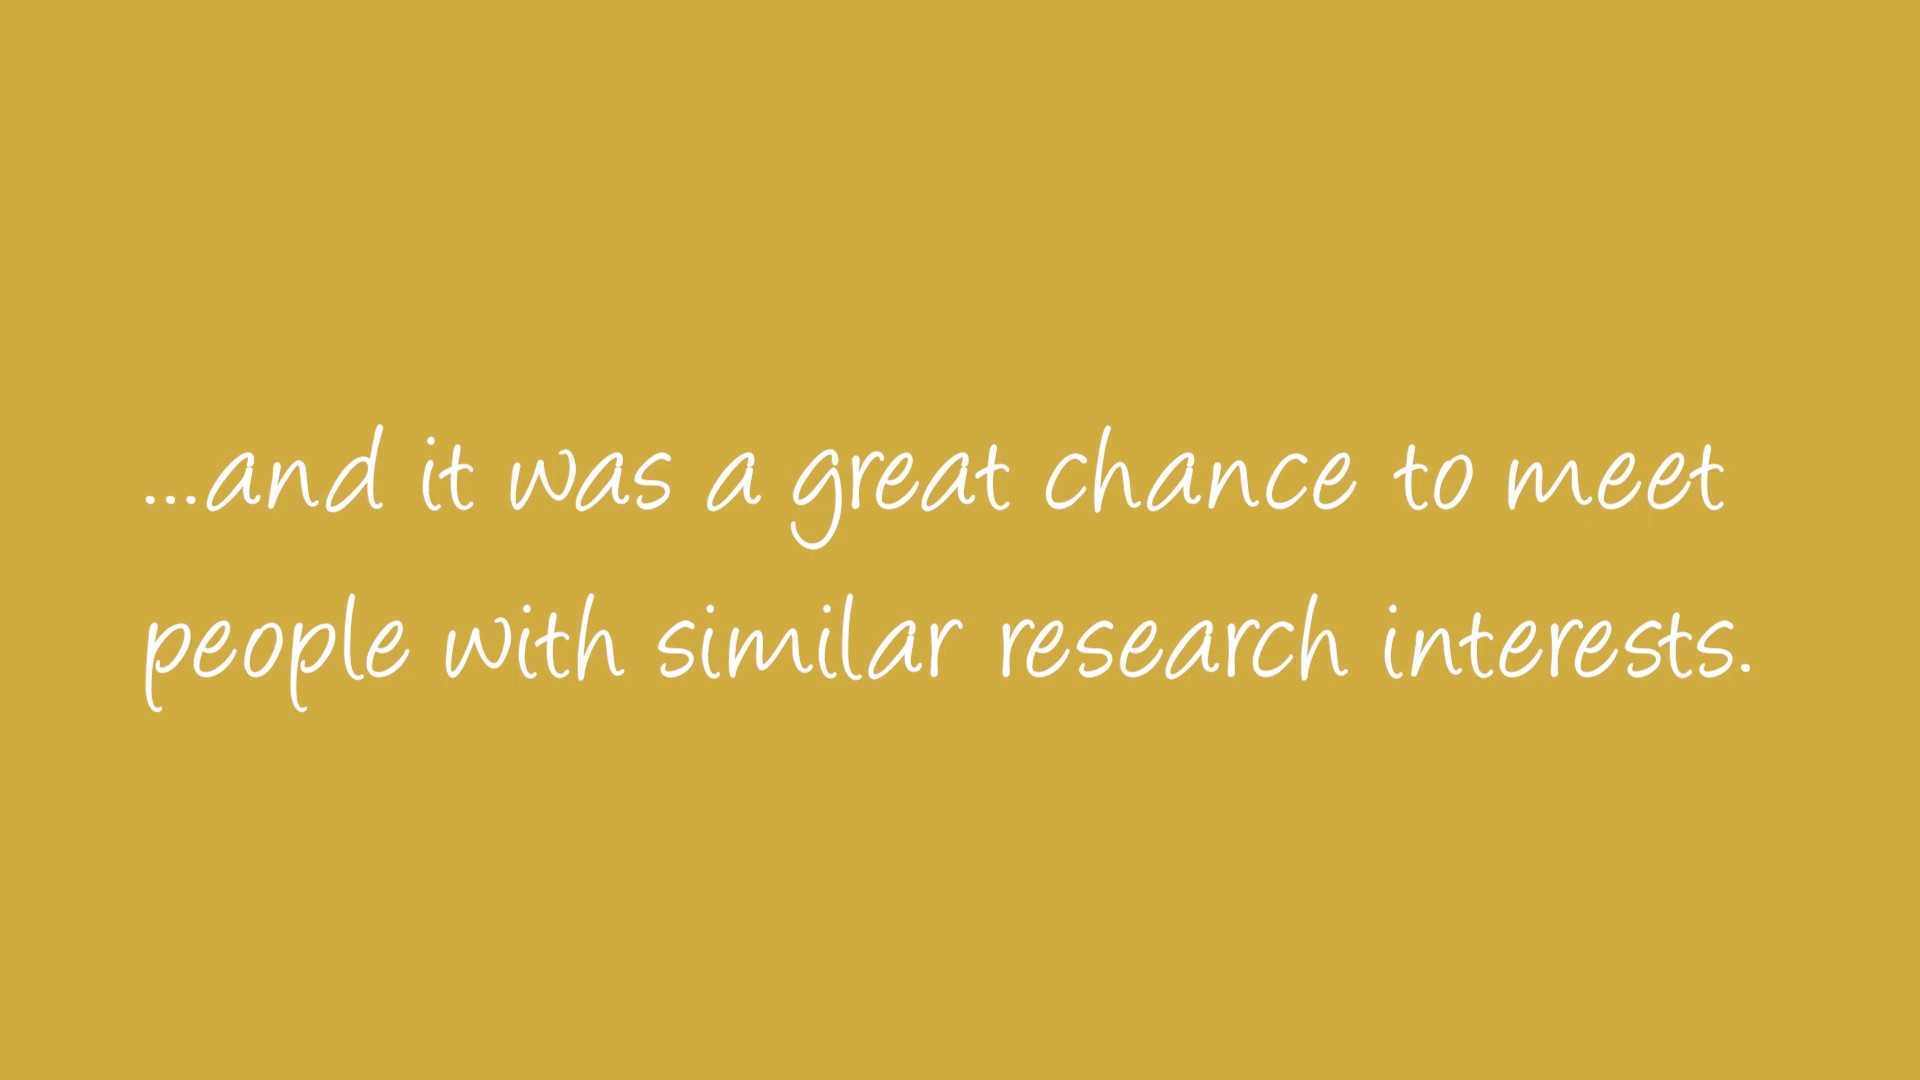 ...and it was a great chance to meet
people with similar research interests.